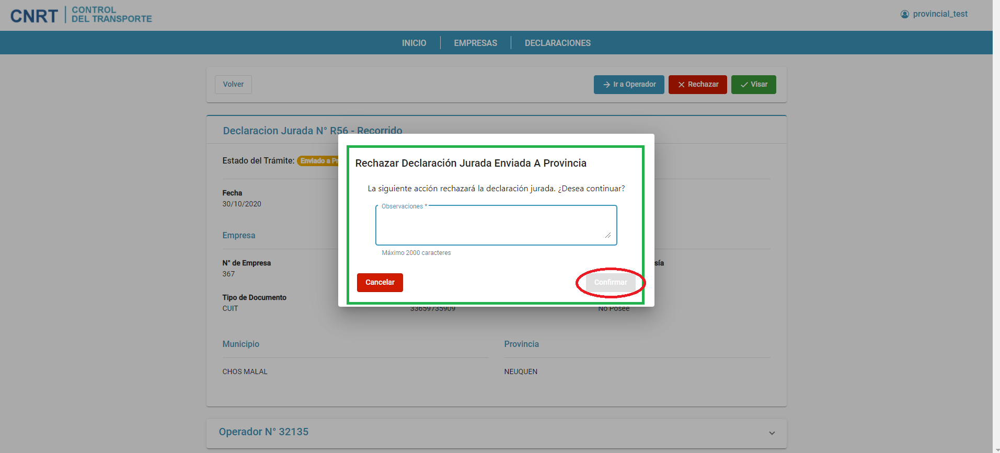 CNRT
CONTROL
DEL TRANSPORTE
provincial_test
INICIO
EMPRESAS
DECLARACIONES
Volver
Ir a Operador
Rechazar
Visar
Declaracion Jurada N° R56 - Recorrido
Estado del Trámite: Enviado a
Rechazar Declaración Jurada Enviada A Provincia
La siguiente acción rechazará la declaración jurada. ¿Desea continuar?
Observaciones *
Máximo 2000 caracteres
Cancelar
Confirmar
Fecha
30/10/2020
Empresa
N° de Empresa
367
Tipo de Documento
CUIT
33659735909
No Posee
Municipio
Provincia
CHOS MALAL
NEUQUEN
Operador N° 32135